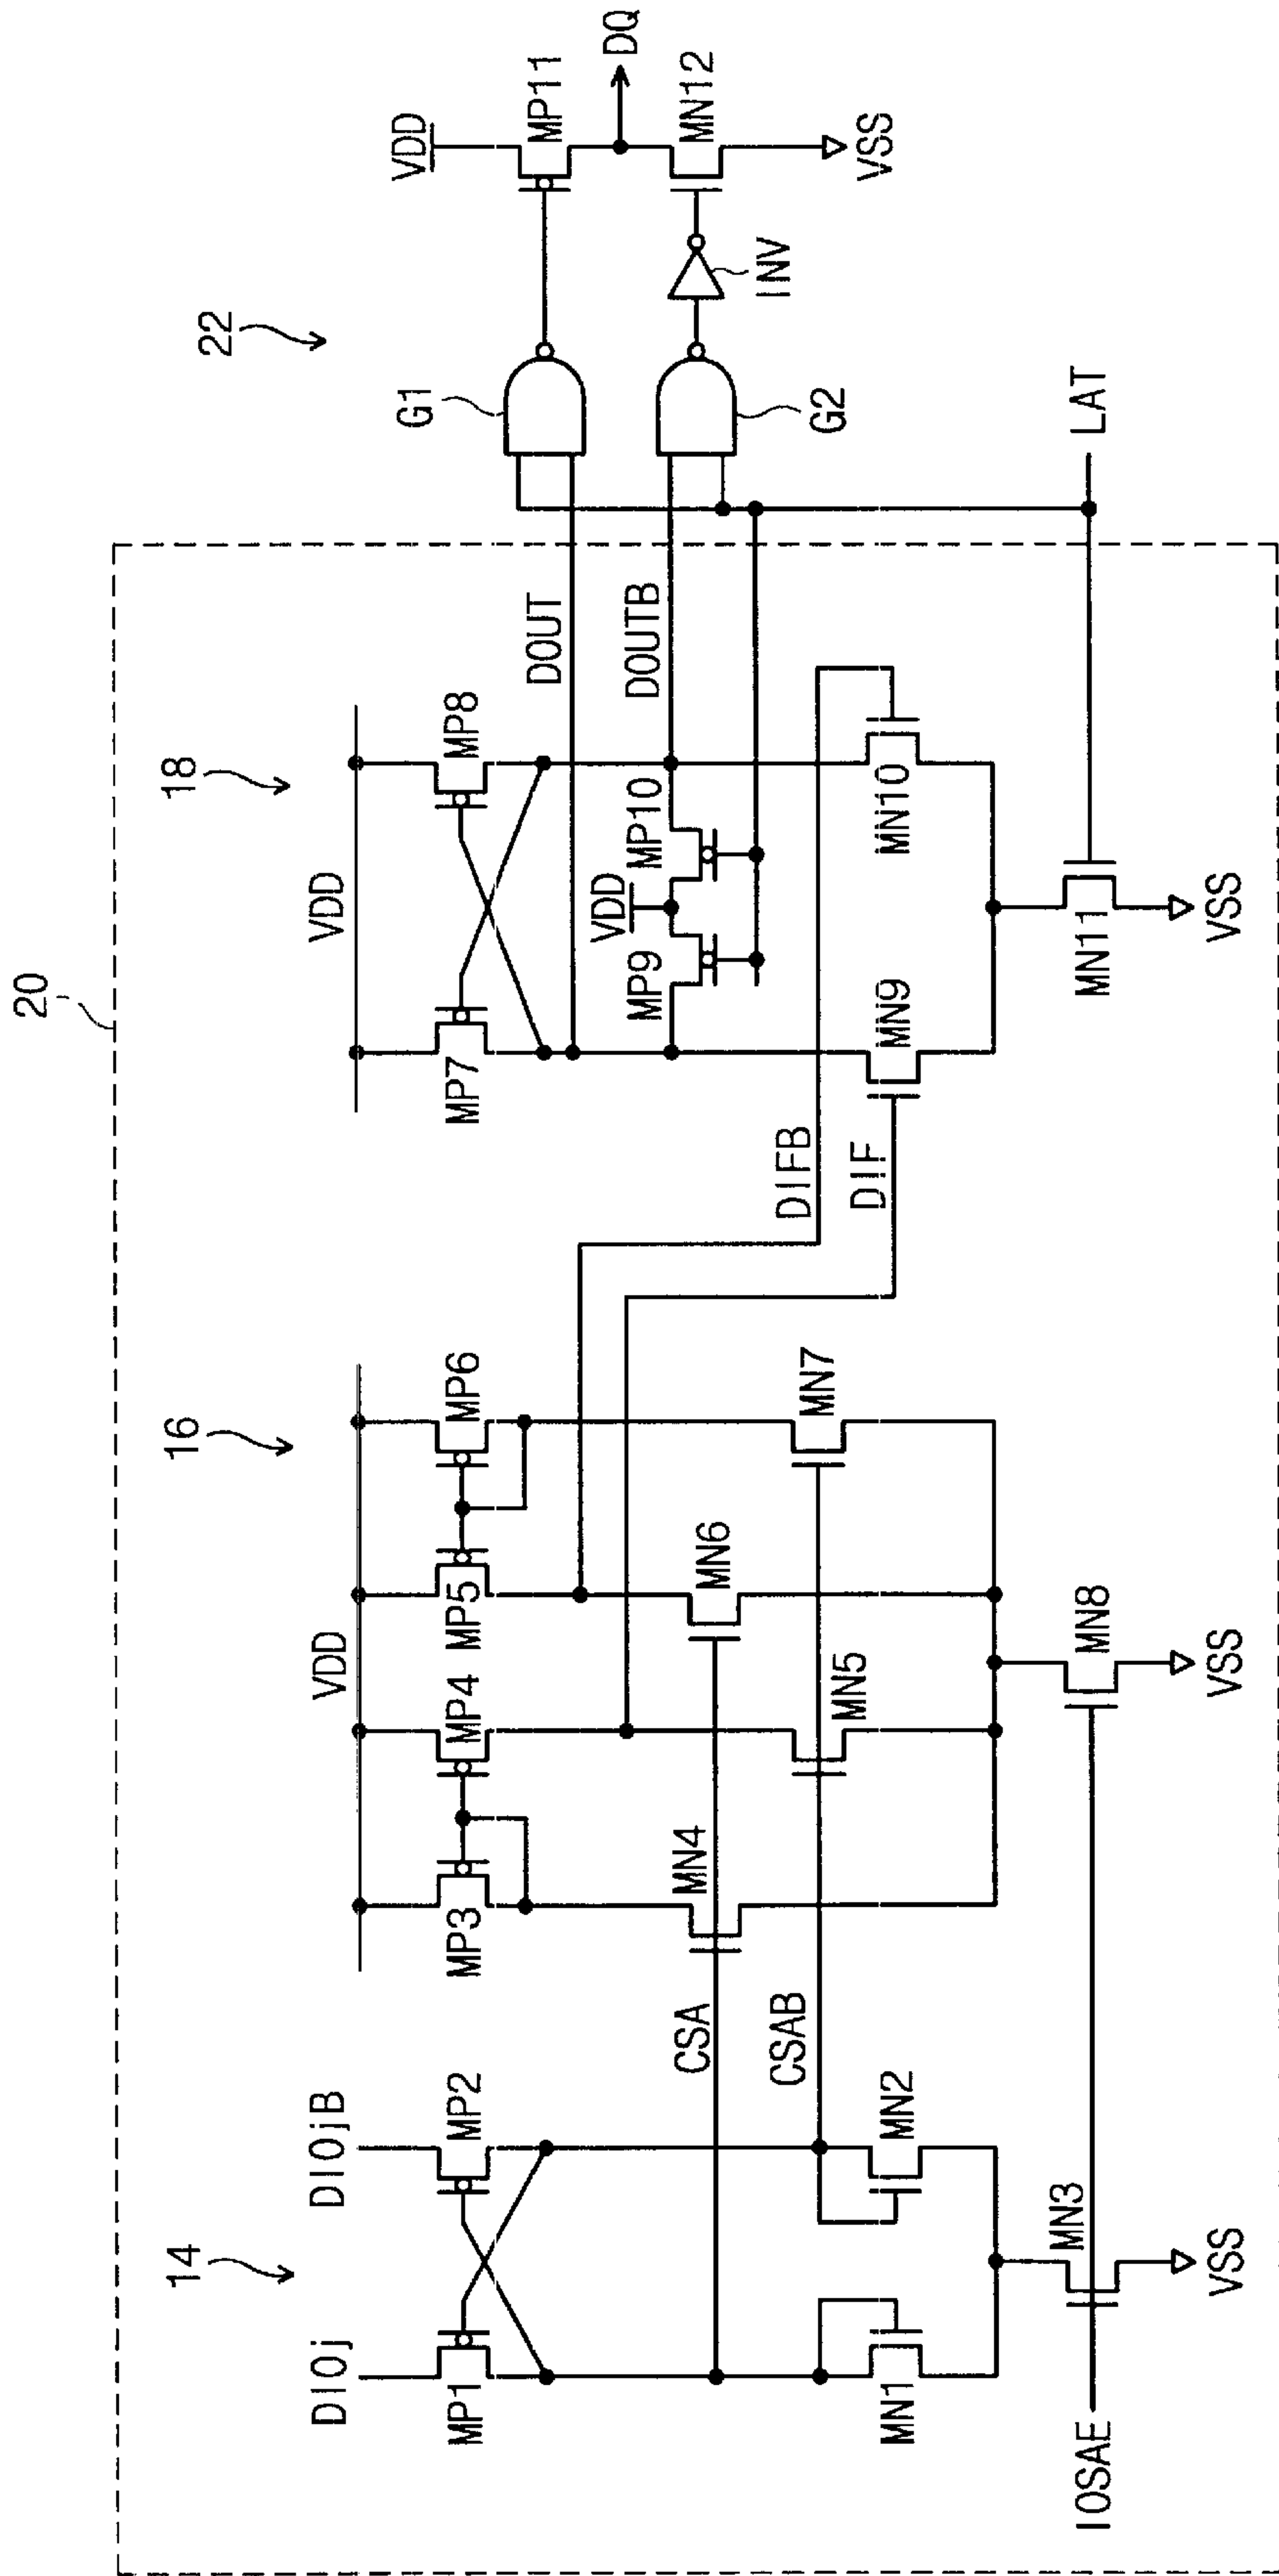 20
14
16
18
22
DIOj
DIOjB
VDD
VDD
VDD
MP1
MP2
MP3
MP4
MP5
MP6
MP7
MP8
MP11
G1
DOUT
DQ
CSA
MN4
MN6
VDD
MP9
MP10
DOUTB
INV
MN12
CSAB
MN5
MN7
DIFB
G2
VSS
MN1
MN2
DIF
MN9
MN10
IOSAE
MN3
MN8
MN11
LAT
VSS
VSS
VSS